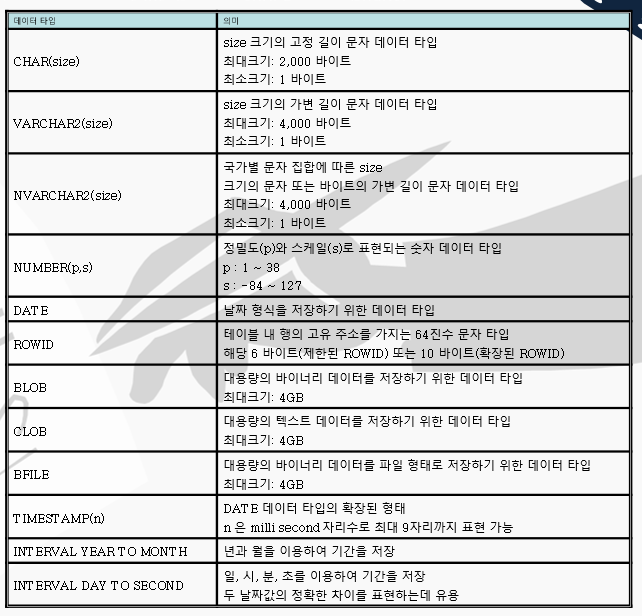 데이터 타입 의미
CHAR(size)
size 크기의 고정 길이 문자 데이터 타입
최대크기: 2,000 바이트
최소크기: 1 바이트
VARCHAR2(size)
size 크기의 가변 길이 문자 데이터 타입
최대크기: 4,000 바이트
최소크기: 1 바이트
NVARCHAR2(size)
국가별 문자 집합에 따른 size
크기의 문자 또는 바이트의 가변 길이 문자 데이터 타입
최대크기: 4,000 바이트
최소크기: 1 바이트
NUMBER(p,s)
정밀도(p)와 스케일(s)로 표현되는 숫자 데이터 타입
p : 1 ~ 38
s : -84 ~ 127
DATE
날짜 형식을 저장하기 위한 데이터 타입
ROWID
테이블 내 행의 고유 주소를 가지는 64진수 문자 타입
해당 6 바이트(제한된 ROWID) 또는 10 바이트(확장된 ROWID)
BLOB
대용량의 바이너리 데이터를 저장하기 위한 데이터 타입
최대크기: 4GB
CLOB
대용량의 텍스트 데이터를 저장하기 위한 데이터 타입
최대크기: 4GB
BFILE
대용량의 바이너리 데이터를 파일 형태로 저장하기 위한 데이터 타입
최대크기: 4GB
TIMESTAMP(n)
DATE 데이터 타입의 확장된 형태
n 은 milli second 자리수로 최대 9자리까지 표현 가능
INTERVAL YEAR TO MONTH
년과 월을 이용하여 기간을 저장
INTERVAL DAY TO SECOND
일, 시, 분, 초를 이용하여 기간을 저장
두 날짜값의 정확한 차이를 표현하는데 유용